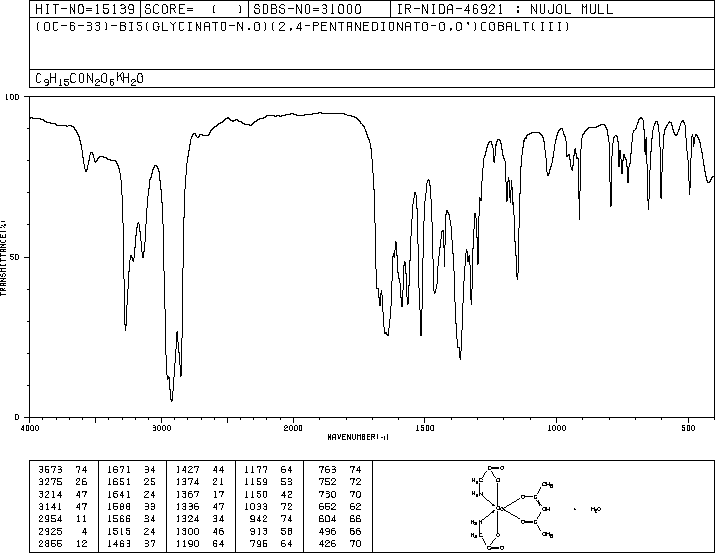 HIT-NO=15139 SCORE= ( ) SDBS-NO=31000 IR-NIDA-46921 : NUJOL MULL
(OC-6-33)-BIS(GLYCINATO-N,O)(2,4-PENTANEDIONATO-O,O')COBALT(III)
C9H15CON2O6KH2O
100
50
0
TRANSMITTANCE(%)
4000 3000 2000 1500 1000 500
WAVENUMBER(-1)
3573 74 1671 34 1427 44 1177 64 763 74
3275 26 1651 25 1374 21 1159 53 752 72
3214 47 1641 24 1367 17 1150 42 730 70
3141 47 1588 33 1336 47 1033 72 652 62
2954 11 1566 34 1324 34 942 74 604 66
2925 4 1515 24 1300 46 913 58 496 66
2855 12 1463 37 1190 64 796 64 426 70